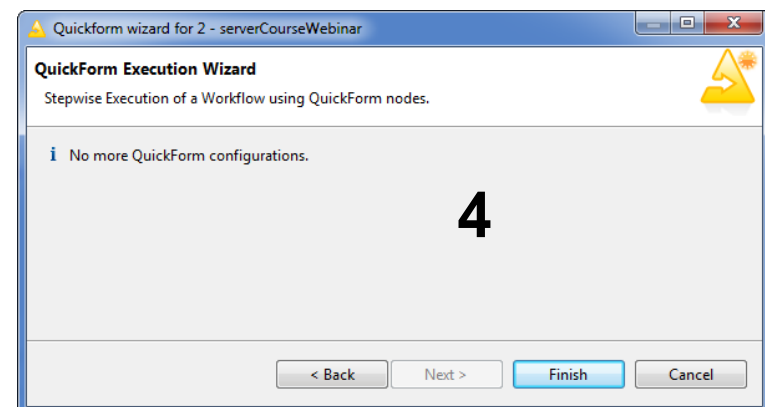 Quickform wizard for 2 - serverCourseWebinar
QuickForm Execution Wizard
Stepwise Execution of a Workflow using QuickForm nodes.
i No more QuickForm configurations.
4
< Back Next > Finish Cancel